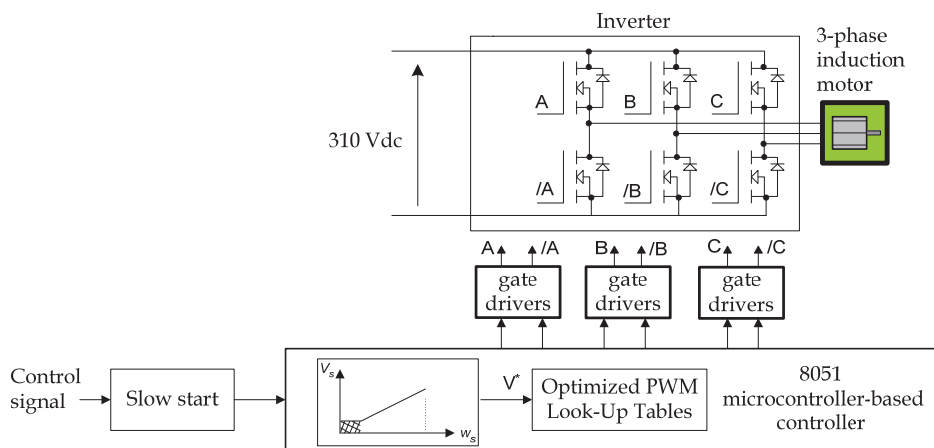 Inverter
3-phase
induction
motor
310 Vdc
A
B
C
/A
/B
/C
A
/A
B
/B
C
/C
gate
drivers
gate
drivers
gate
drivers
Control
signal
Slow start
Vs
ws
V*
Optimized PWM
Look-Up Tables
8051
microcontroller-based
controller